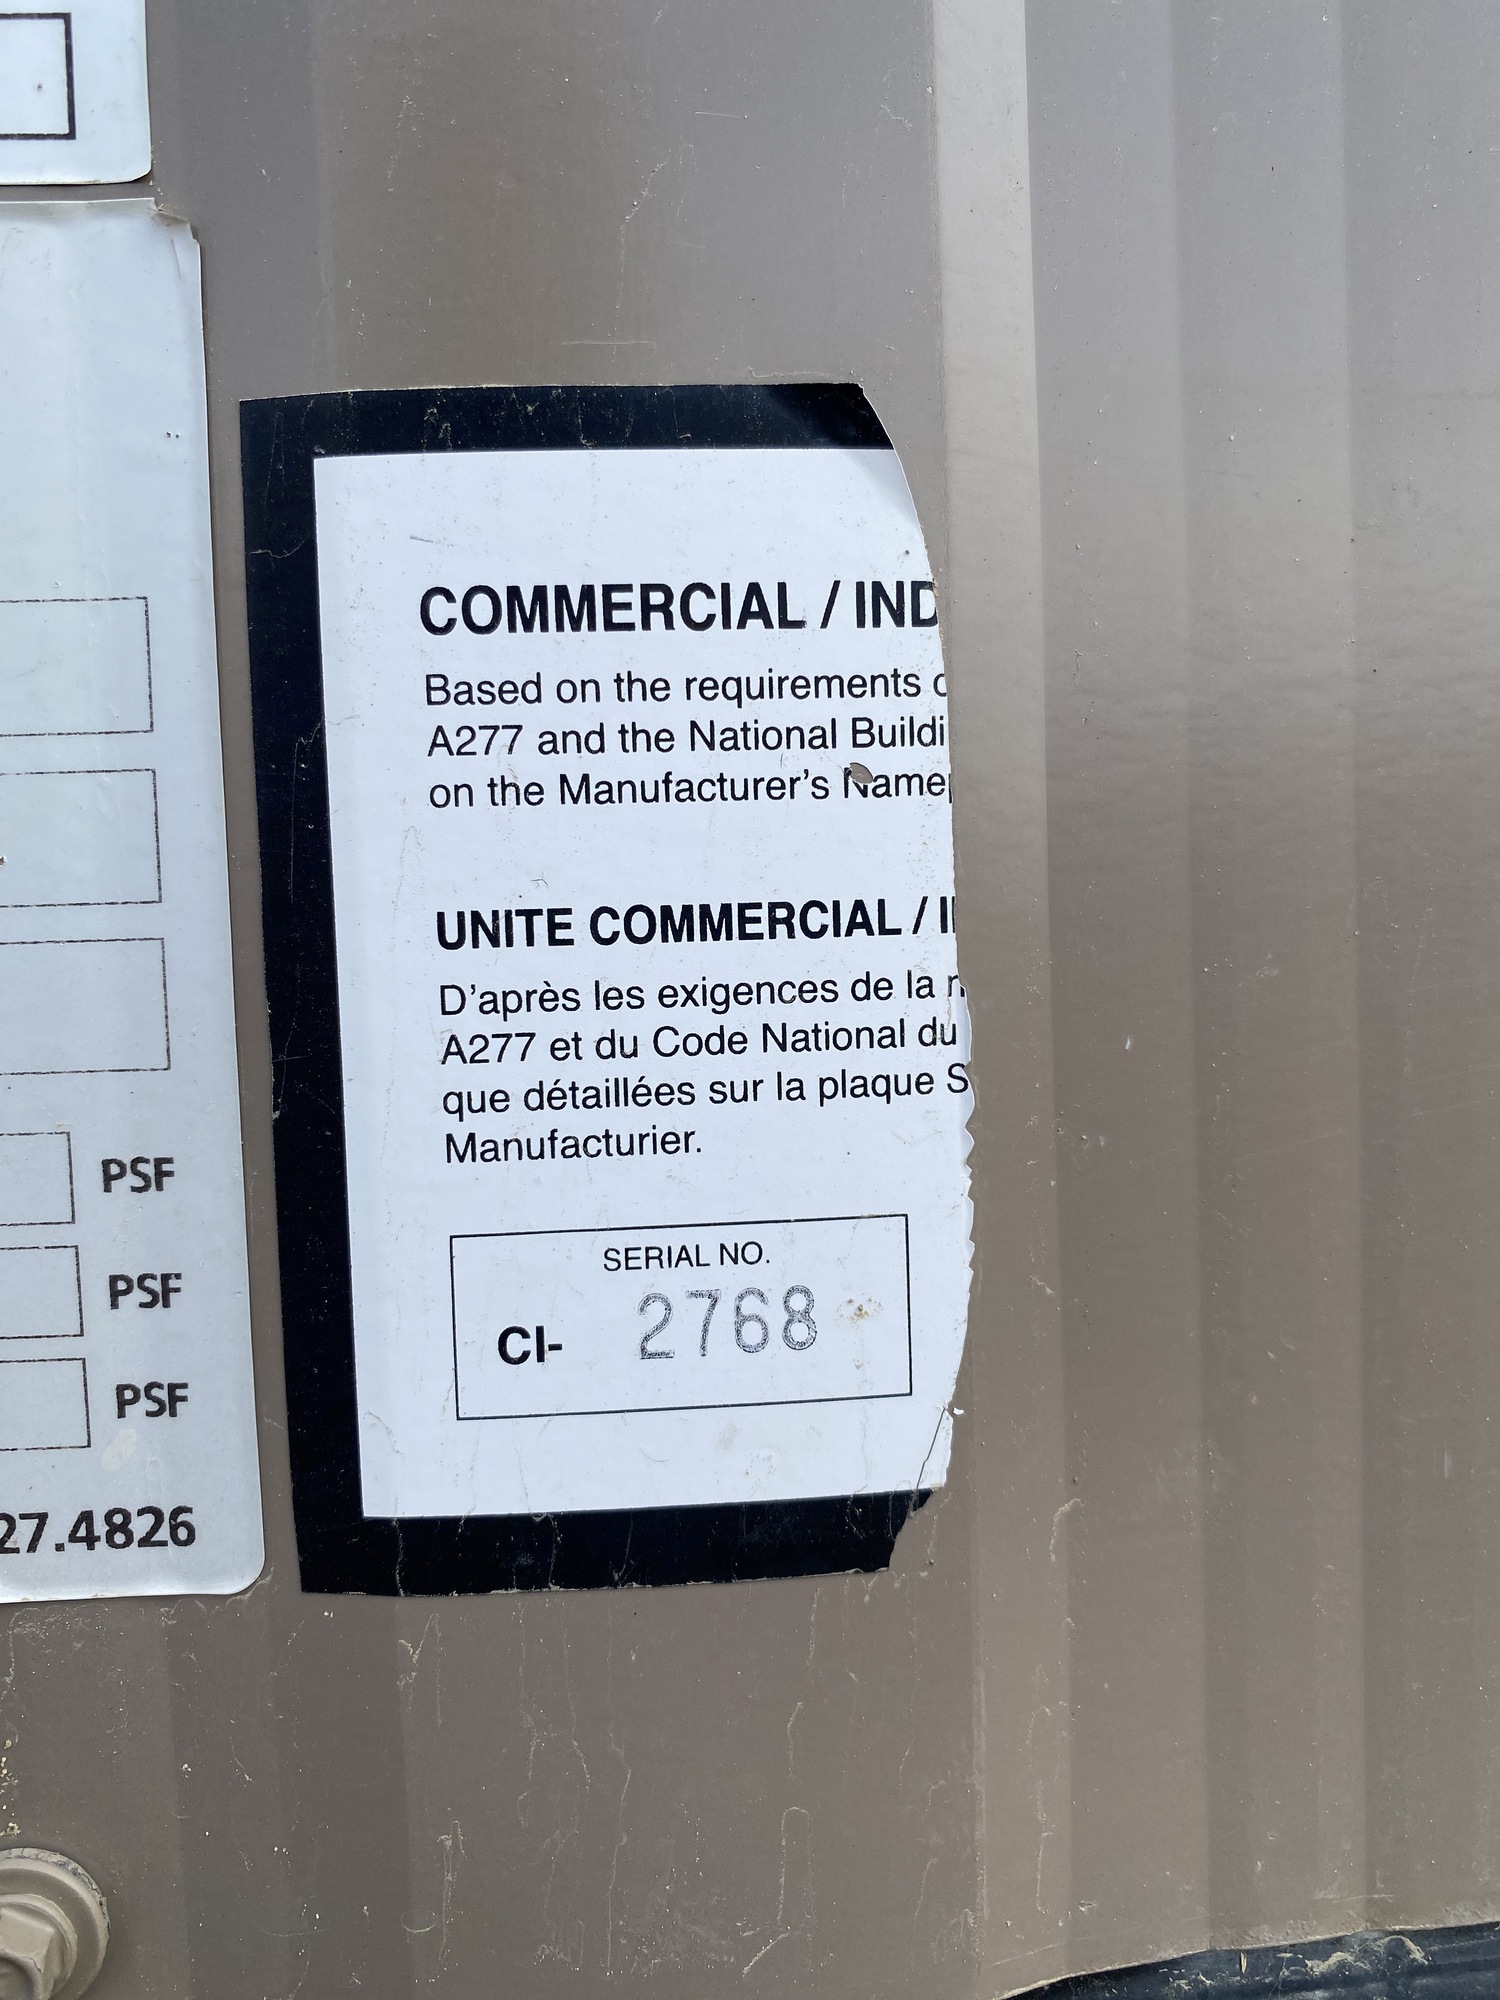 COMMERCIAL / IND
Based on the requirements
A277 and the National Buildi
on the Manufacturer's Name
UNITE COMMERCIAL / I
D'après les exigences de la
A277 et du Code National du
que détaillées sur la plaque S
Manufacturier.
SERIAL NO.
CI- 2768
PSF
PSF
PSF
27.4826